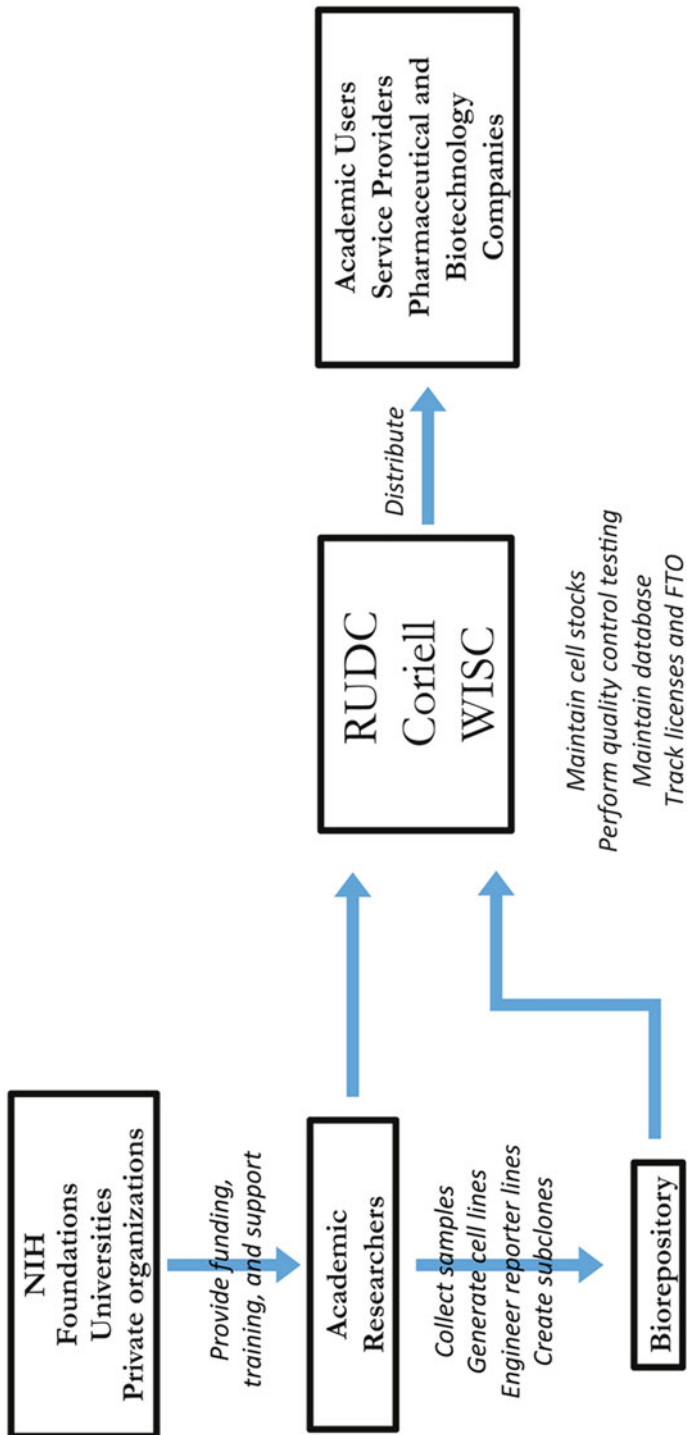 NIH
Foundations
Universities
Private organizations
Provide funding,
training, and support
Academic
Researchers
Collect samples
Generate cell lines
Engineer reporter lines
Create subclones
Biorepository
RUDC
Coriell
WISC
Maintain cell stocks
Perform quality control testing
Maintain database
Track licenses and FTO
Distribute
Academic Users
Service Providers
Pharmaceutical and
Biotechnology
Companies